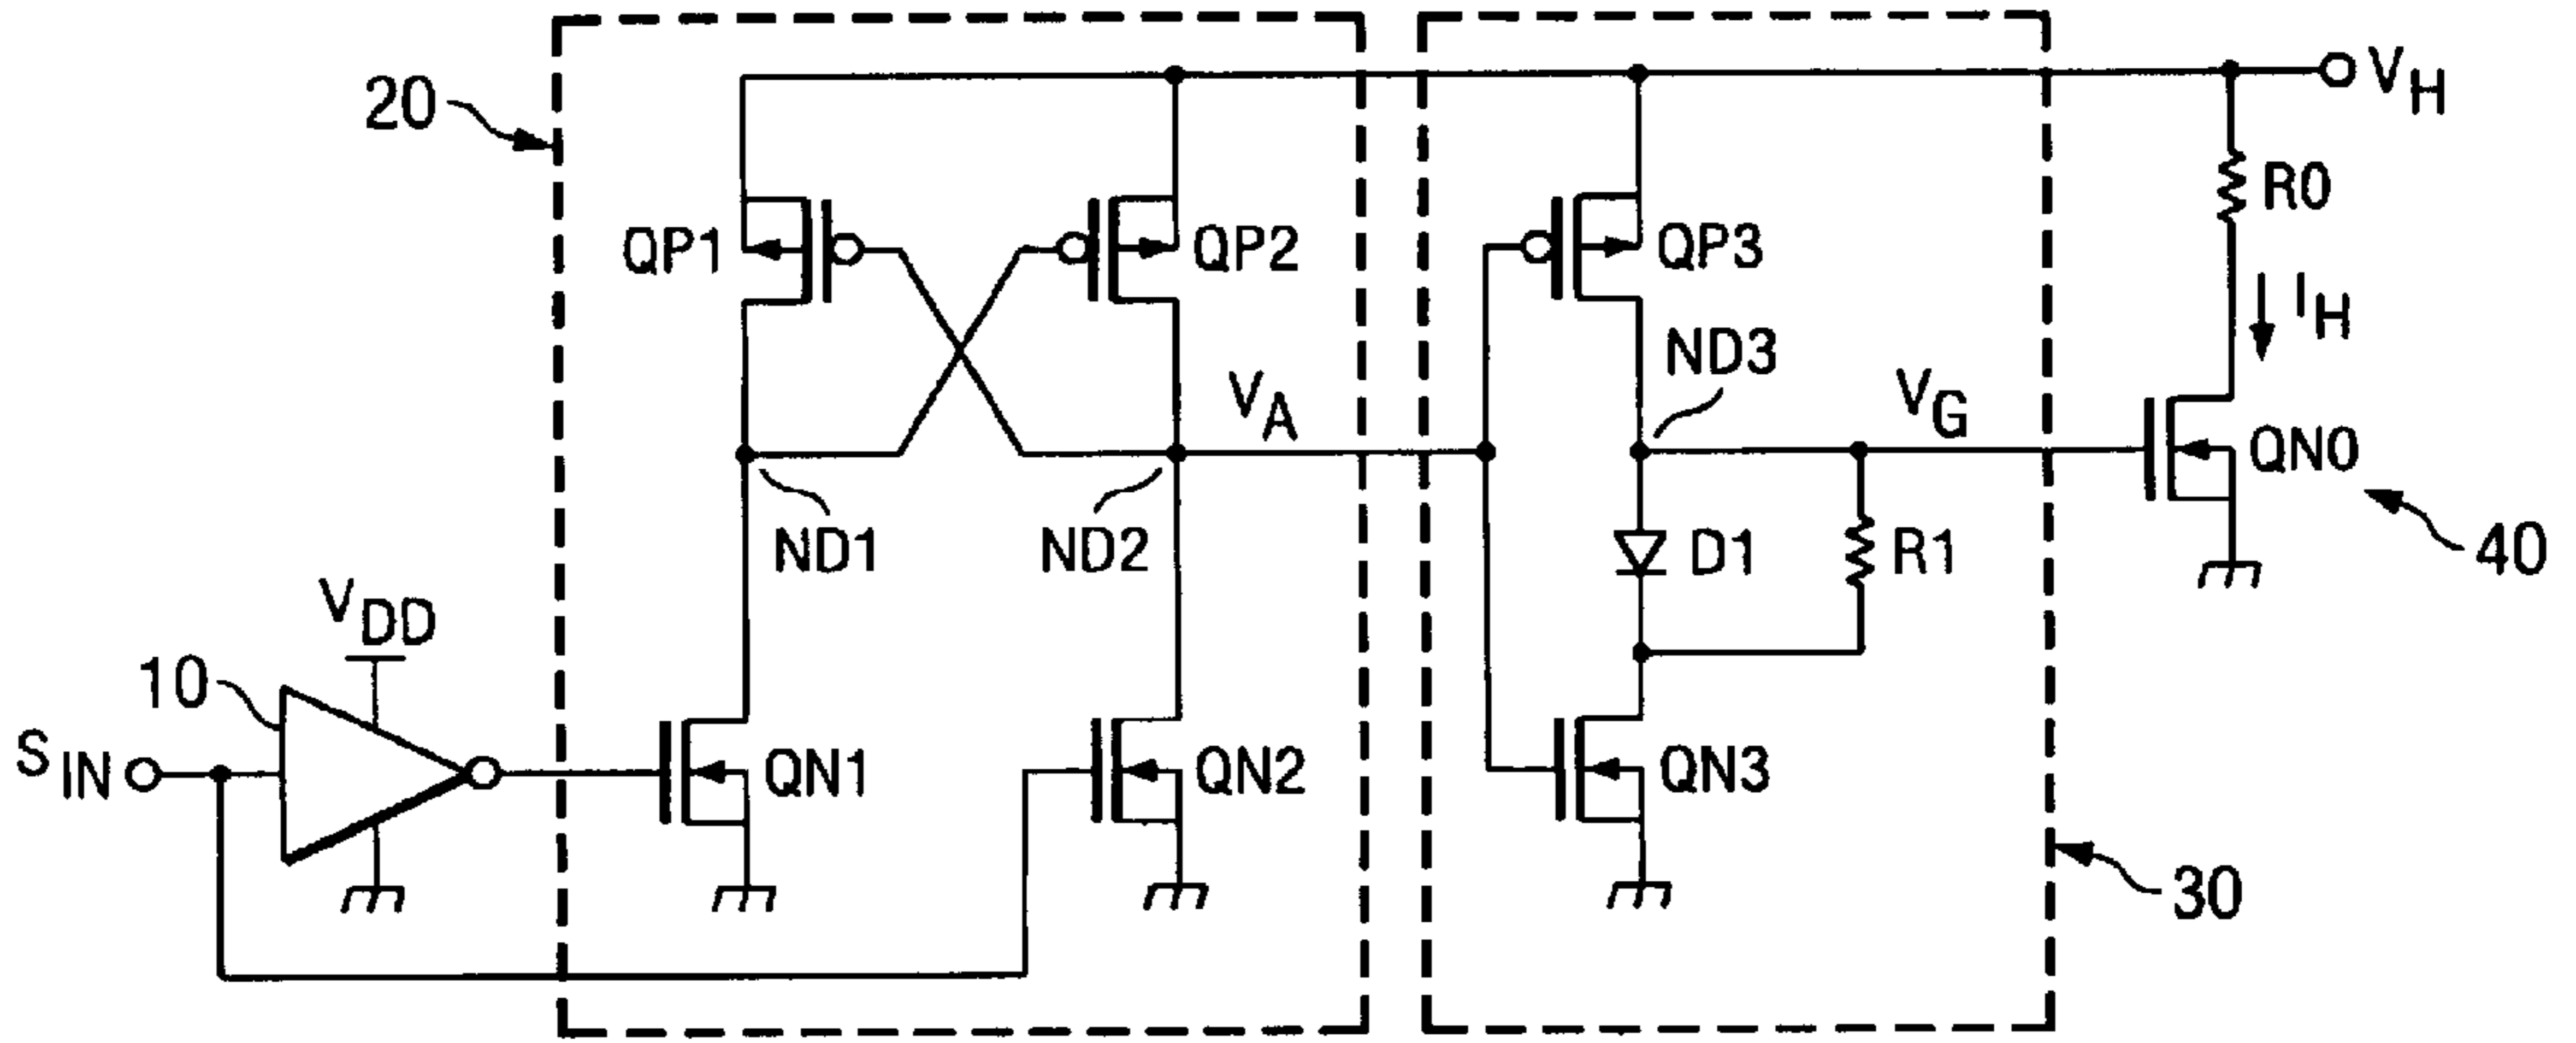 20
V_H
R0
QP1
QP2
QP3
I_H
ND3
V_A
V_G
QN0
ND1
ND2
D1
R1
40
V_DD
10
S_IN
QN1
QN2
QN3
30